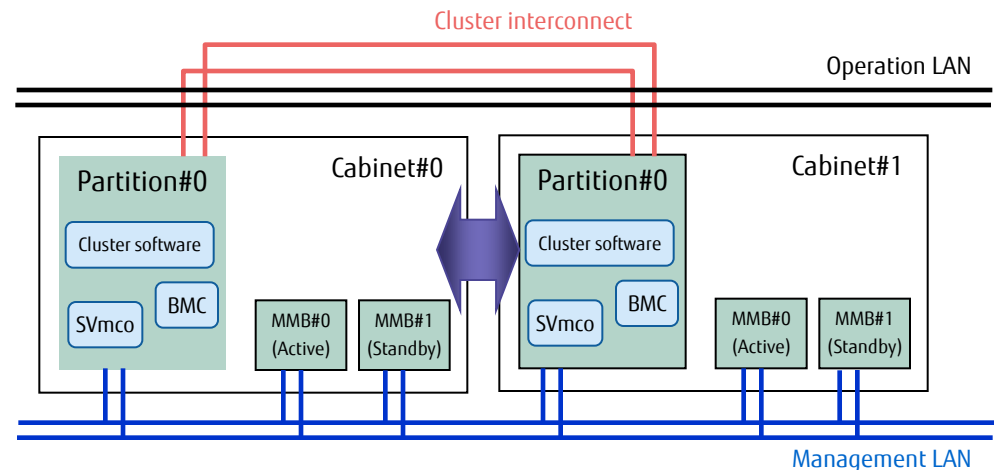 Cluster interconnect
Operation LAN
Cabinet#0
Partition#0
Cluster software
BMC
SVmco
MMB#0
(Active)
MMB#1
(Standby)
Cabinet#1
Partition#0
Cluster software
BMC
SVmco
MMB#0
(Active)
MMB#1
(Standby)
Management LAN